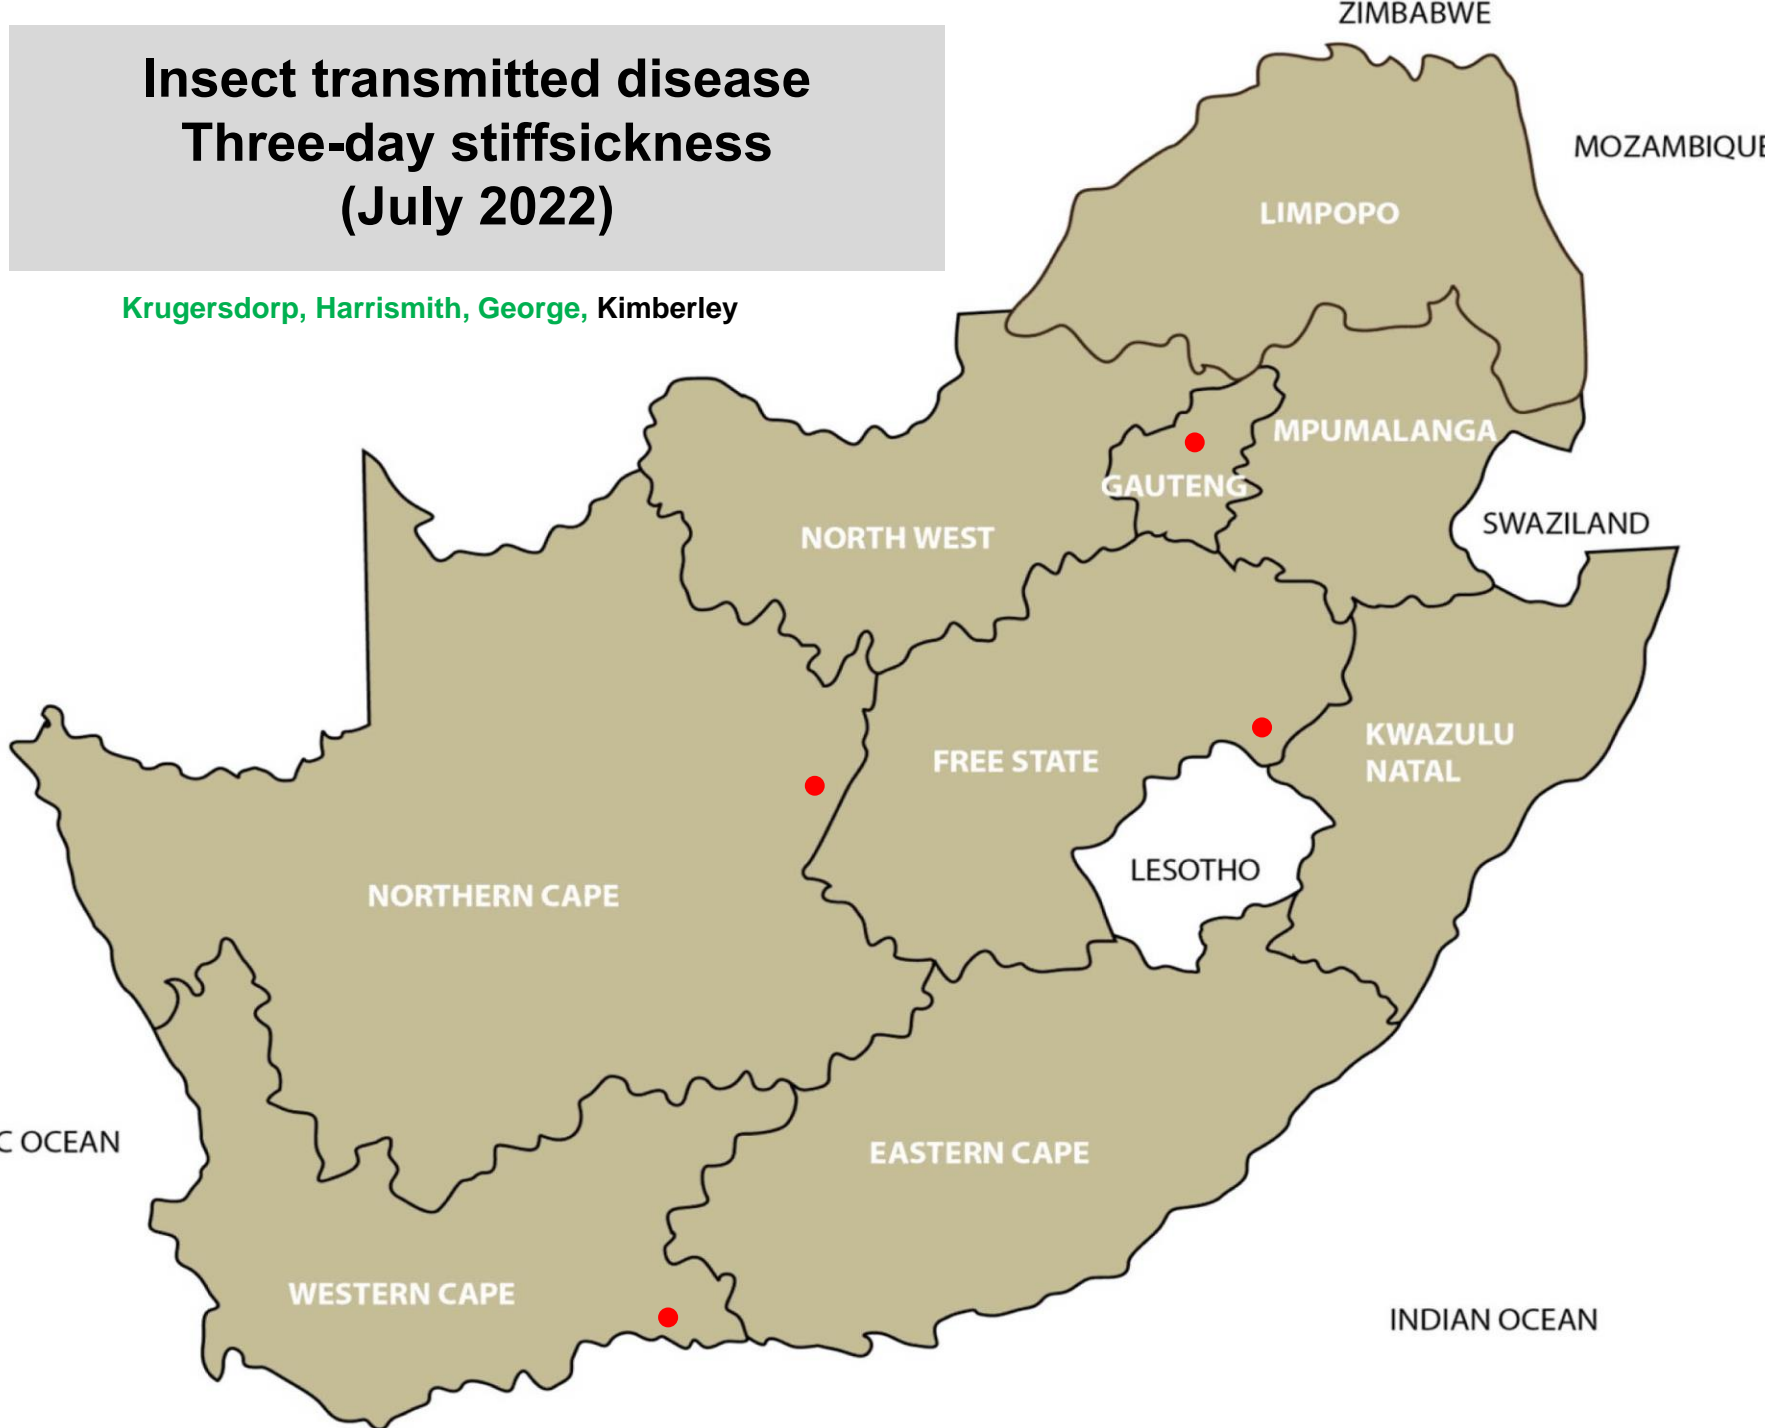 ZIMBABWE
Insect transmitted disease
Three-day stiffsickness
(July 2022)
MOZAMBIQUE
LIMPOPO
Krugersdorp, Harrismith, George, Kimberley
MPUMALANGA
GAUTENG
SWAZILAND
NORTH WEST
KWAZULU
NATAL
FREE STATE
LESOTHO
NORTHERN CAPE
C OCEAN
EASTERN CAPE
WESTERN CAPE
INDIAN OCEAN